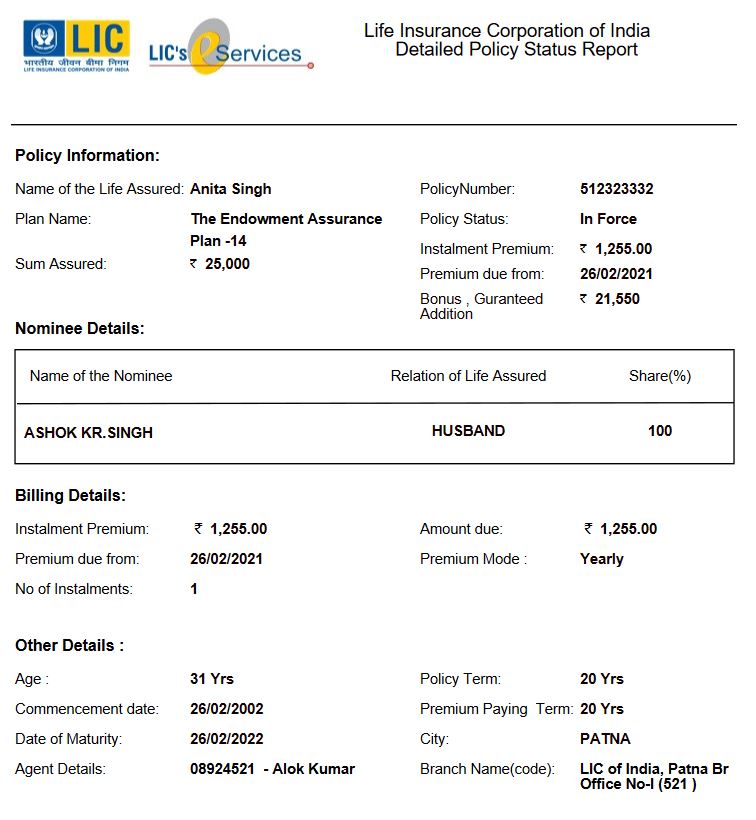 LIC
भारतीय जीवन बीमा निगम
LIFE INSURANCE CORPORATION OF INDIA
LIC's eServices
Life Insurance Corporation of India
Detailed Policy Status Report
Policy Information:
Name of the Life Assured: Anita Singh
PolicyNumber: 512323332
Plan Name: The Endowment Assurance
Plan -14
Policy Status: In Force
Instalment Premium: ₹ 1,255.00
Sum Assured: ₹ 25,000
Premium due from: 26/02/2021
Bonus , Guranteed
Addition
₹ 21,550
Nominee Details:
Name of the Nominee Relation of Life Assured Share(%)
ASHOK KR.SINGH HUSBAND 100
Billing Details:
Instalment Premium: ₹ 1,255.00 Amount due: ₹ 1,255.00
Premium due from: 26/02/2021 Premium Mode : Yearly
No of Instalments: 1
Other Details :
Age : 31 Yrs Policy Term: 20 Yrs
Commencement date: 26/02/2002 Premium Paying Term: 20 Yrs
Date of Maturity: 26/02/2022 City: PATNA
Agent Details: 08924521 - Alok Kumar Branch Name(code): LIC of India, Patna Br
Office No-I (521 )